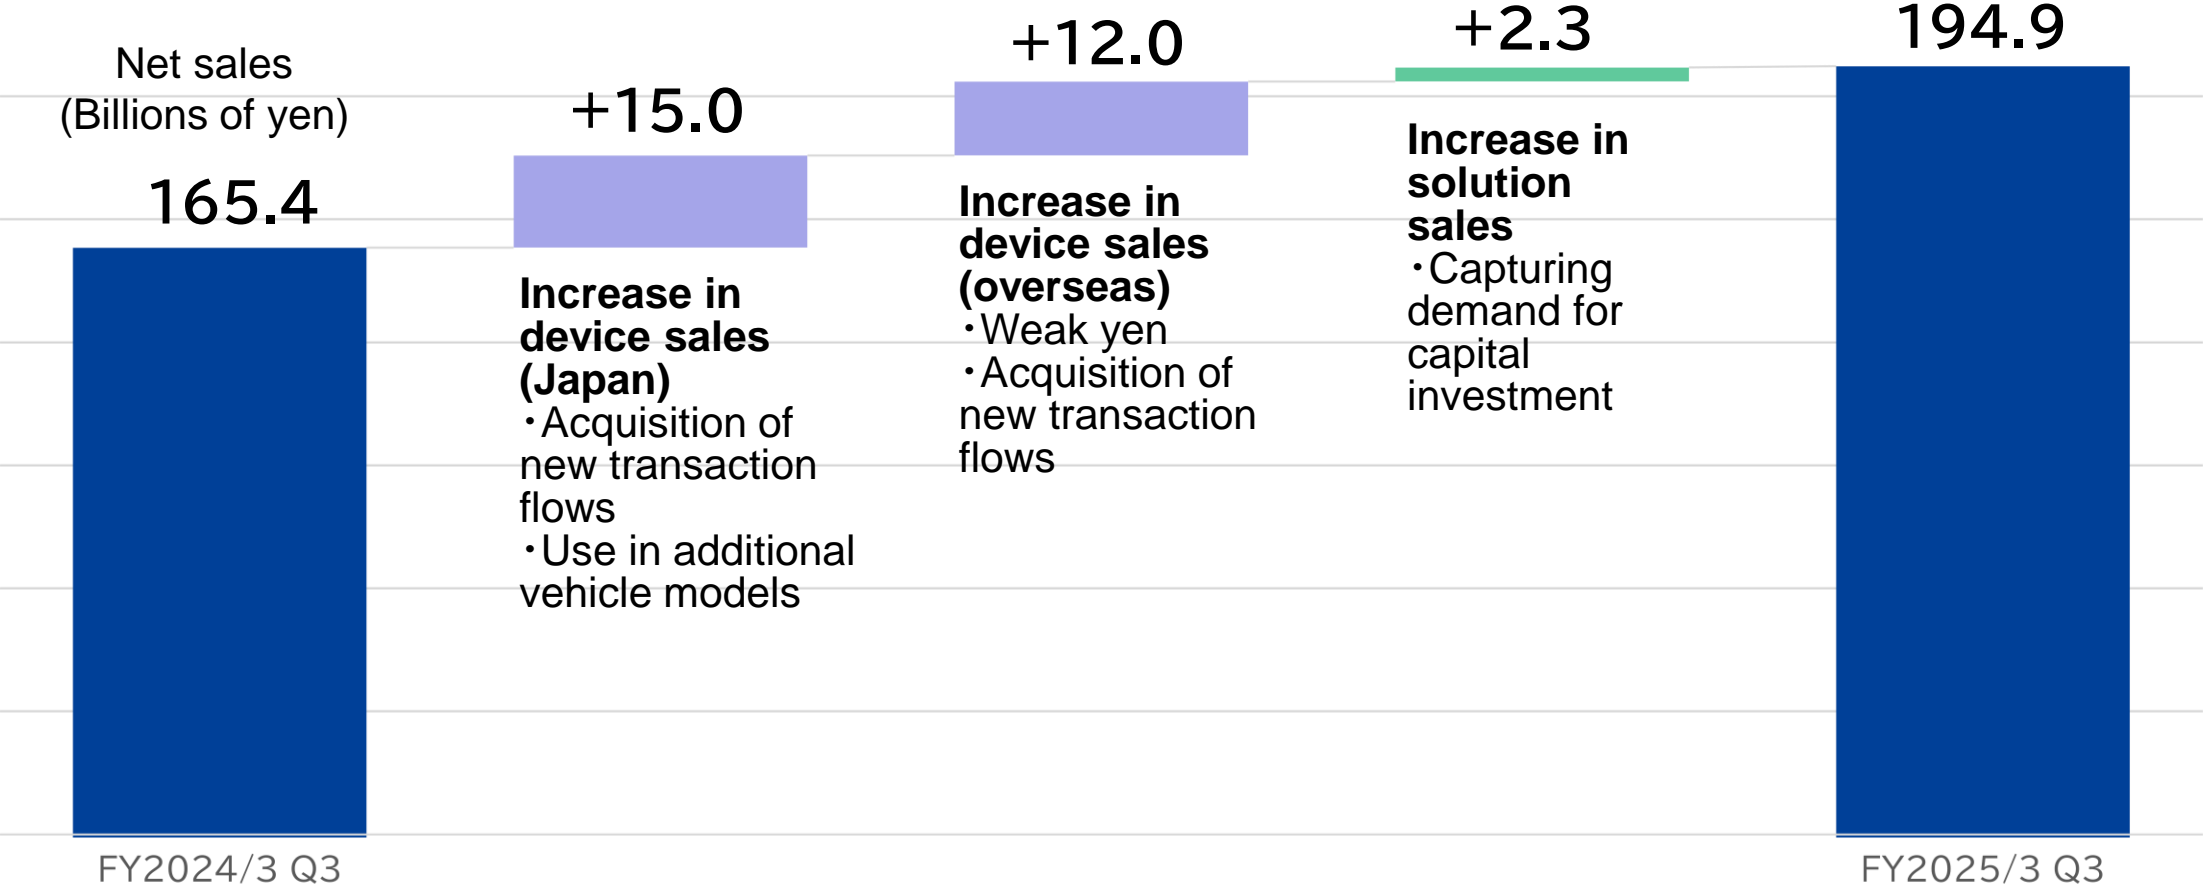 Net sales
(Billions of yen)
165.4
+15.0
Increase in
device sales
(Japan)
・Acquisition of
new transaction
flows
・Use in additional
vehicle models
+12.0
Increase in
device sales
(overseas)
・Weak yen
・Acquisition of
new transaction
flows
+2.3
Increase in
solution
sales
・Capturing
demand for
capital
investment
194.9
FY2024/3 Q3
FY2025/3 Q3